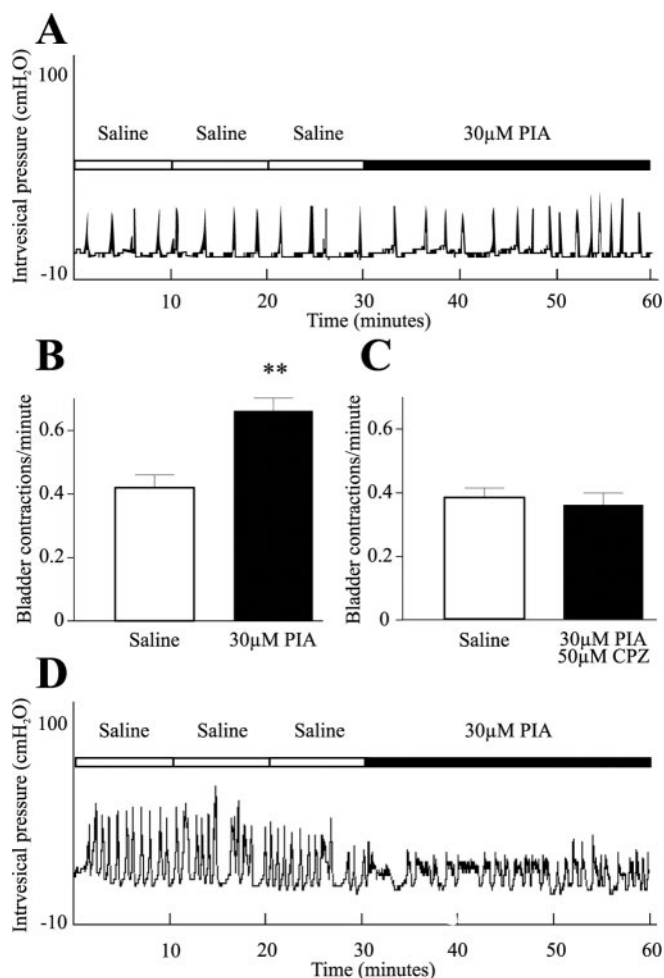 A
Intrvesical pressure (cmH2O)
100
-10
Saline Saline Saline 30µM PIA
10 20 30 40 50 60
Time (minutes)
B
**
Bladder contractions/minute
0.6
0.4
0.2
0
Saline 30µM PIA
C
Bladder contractions/minute
0.6
0.4
0.2
0
Saline 30µM PIA
50µM CPZ
D
Intrvesical pressure (cmH2O)
100
-10
Saline Saline Saline 30µM PIA
10 20 30 40 50 60
Time (minutes)